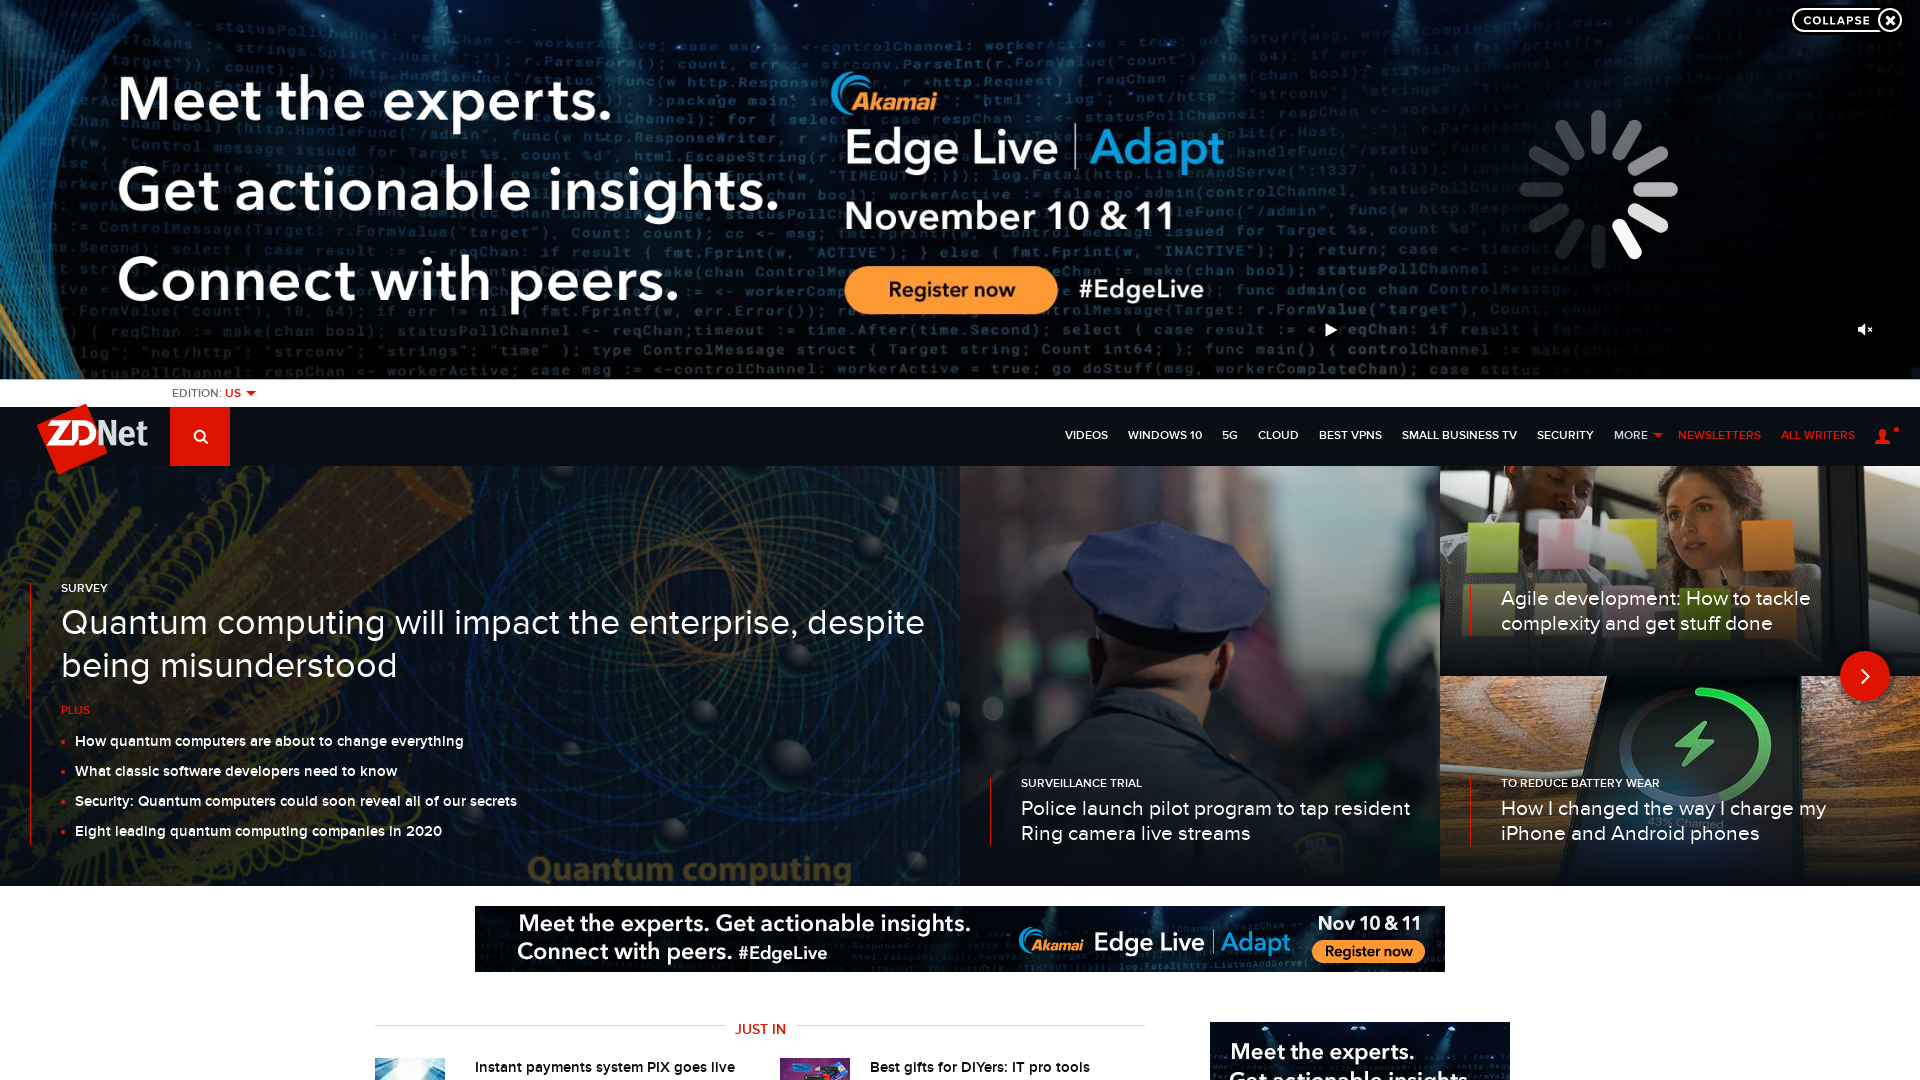 COLLAPSE
Meet the experts.
Get actionable insights.
Connect with peers.
Akamai
Edge Live | Adapt
November 10 & 11
Register now
#EdgeLive
EDITION: US
ZDNet
VIDEOS
WINDOWS 10
5G
CLOUD
BEST VPNS
SMALL BUSINESS TV
SECURITY
MORE
NEWSLETTERS
ALL WRITERS
SURVEY
Quantum computing will impact the enterprise, despite
being misunderstood
PLUS
How quantum computers are about to change everything
What classic software developers need to know
Security: Quantum computers could soon reveal all of our secrets
Eight leading quantum computing companies in 2020
Quantum computing
SURVEILLANCE TRIAL
Police launch pilot program to tap resident
Ring camera live streams
Agile development: How to tackle
complexity and get stuff done
TO REDUCE BATTERY WEAR
How I changed the way I charge my
iPhone and Android phones
43% Charged
Meet the experts. Get actionable insights.
Connect with peers. #EdgeLive
Akamai Edge Live | Adapt
Nov 10 & 11
Register now
JUST IN
Instant payments system PIX goes live
Best gifts for DIYers: IT pro tools
Meet the experts.
Get actionable insights.